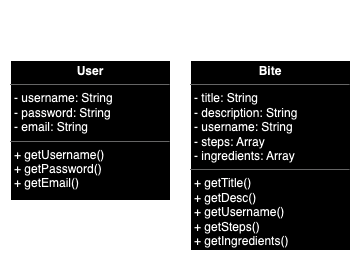 User
- username: String
- password: String
- email: String
+ getUsername()
+ getPassword()
+ getEmail()
Bite
- title: String
- description: String
- username: String
- steps: Array
- ingredients: Array
+ getTitle()
+ getDesc()
+ getUsername()
+ getSteps()
+ getIngredients()